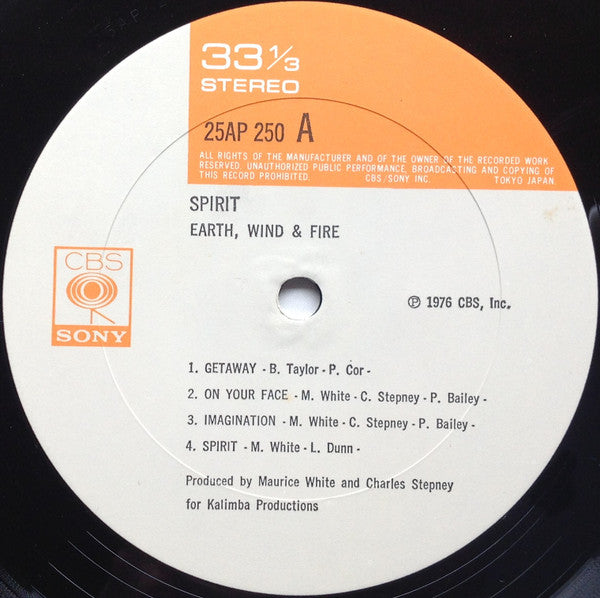 33 1/3
STEREO
25AP 250 A
ALL RIGHTS OF THE MANUFACTURER AND OF THE OWNER OF THE RECORDED WORK
RESERVED. UNAUTHORIZED PUBLIC PERFORMANCE, BROADCASTING AND COPYING OF
THIS RECORD PROHIBITED. CBS/SONY INC. TOKYO JAPAN.
SPIRIT
EARTH, WIND & FIRE
CBS
SONY
℗ 1976 CBS, Inc.
1. GETAWAY - B. Taylor - P. Cor -
2. ON YOUR FACE - M. White - C. Stepney - P. Bailey -
3. IMAGINATION - M. White - C. Stepney - P. Bailey -
4. SPIRIT - M. White - L. Dunn -
Produced by Maurice White and Charles Stepney
for Kalimba Productions